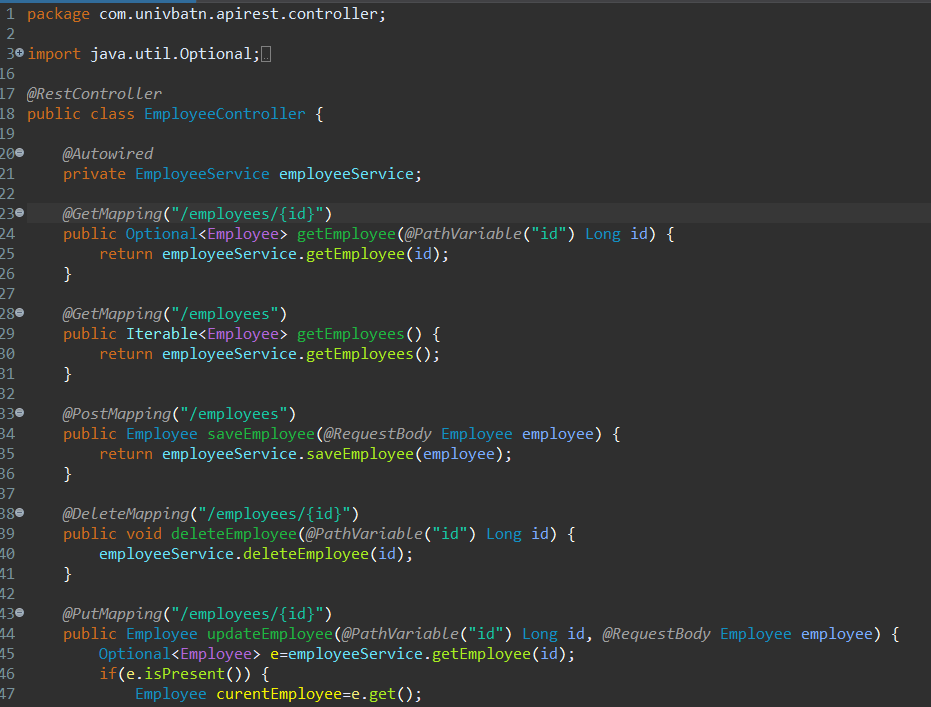 1 package com.univbatn.apirest.controller;
2
3 import java.util.Optional;
16
17 @RestController
18 public class EmployeeController {
19
20 @Autowired
21 private EmployeeService employeeService;
22
23 @GetMapping("/employees/{id}")
24 public Optional<Employee> getEmployee(@PathVariable("id") Long id) {
25 return employeeService.getEmployee(id);
26 }
27
28 @GetMapping("/employees")
29 public Iterable<Employee> getEmployees() {
30 return employeeService.getEmployees();
31 }
32
33 @PostMapping("/employees")
34 public Employee saveEmployee(@RequestBody Employee employee) {
35 return employeeService.saveEmployee(employee);
36 }
37
38 @DeleteMapping("/employees/{id}")
39 public void deleteEmployee(@PathVariable("id") Long id) {
40 employeeService.deleteEmployee(id);
41 }
42
43 @PutMapping("/employees/{id}")
44 public Employee updateEmployee(@PathVariable("id") Long id, @RequestBody Employee employee) {
45 Optional<Employee> e=employeeService.getEmployee(id);
46 if(e.isPresent()) {
47 Employee curentEmployee=e.get();